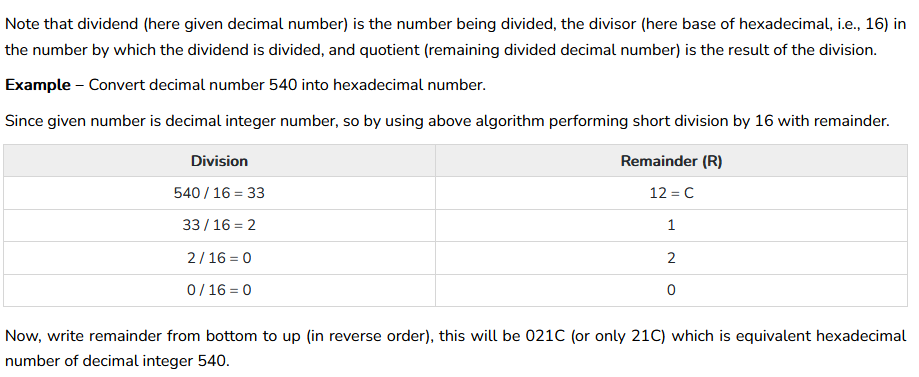 Note that dividend (here given decimal number) is the number being divided, the divisor (here base of hexadecimal, i.e., 16) in
the number by which the dividend is divided, and quotient (remaining divided decimal number) is the result of the division.
Example – Convert decimal number 540 into hexadecimal number.
Since given number is decimal integer number, so by using above algorithm performing short division by 16 with remainder.
Division Remainder (R)
540 / 16 = 33 12 = C
33 / 16 = 2 1
2 / 16 = 0 2
0 / 16 = 0 0
Now, write remainder from bottom to up (in reverse order), this will be 021C (or only 21C) which is equivalent hexadecimal
number of decimal integer 540.